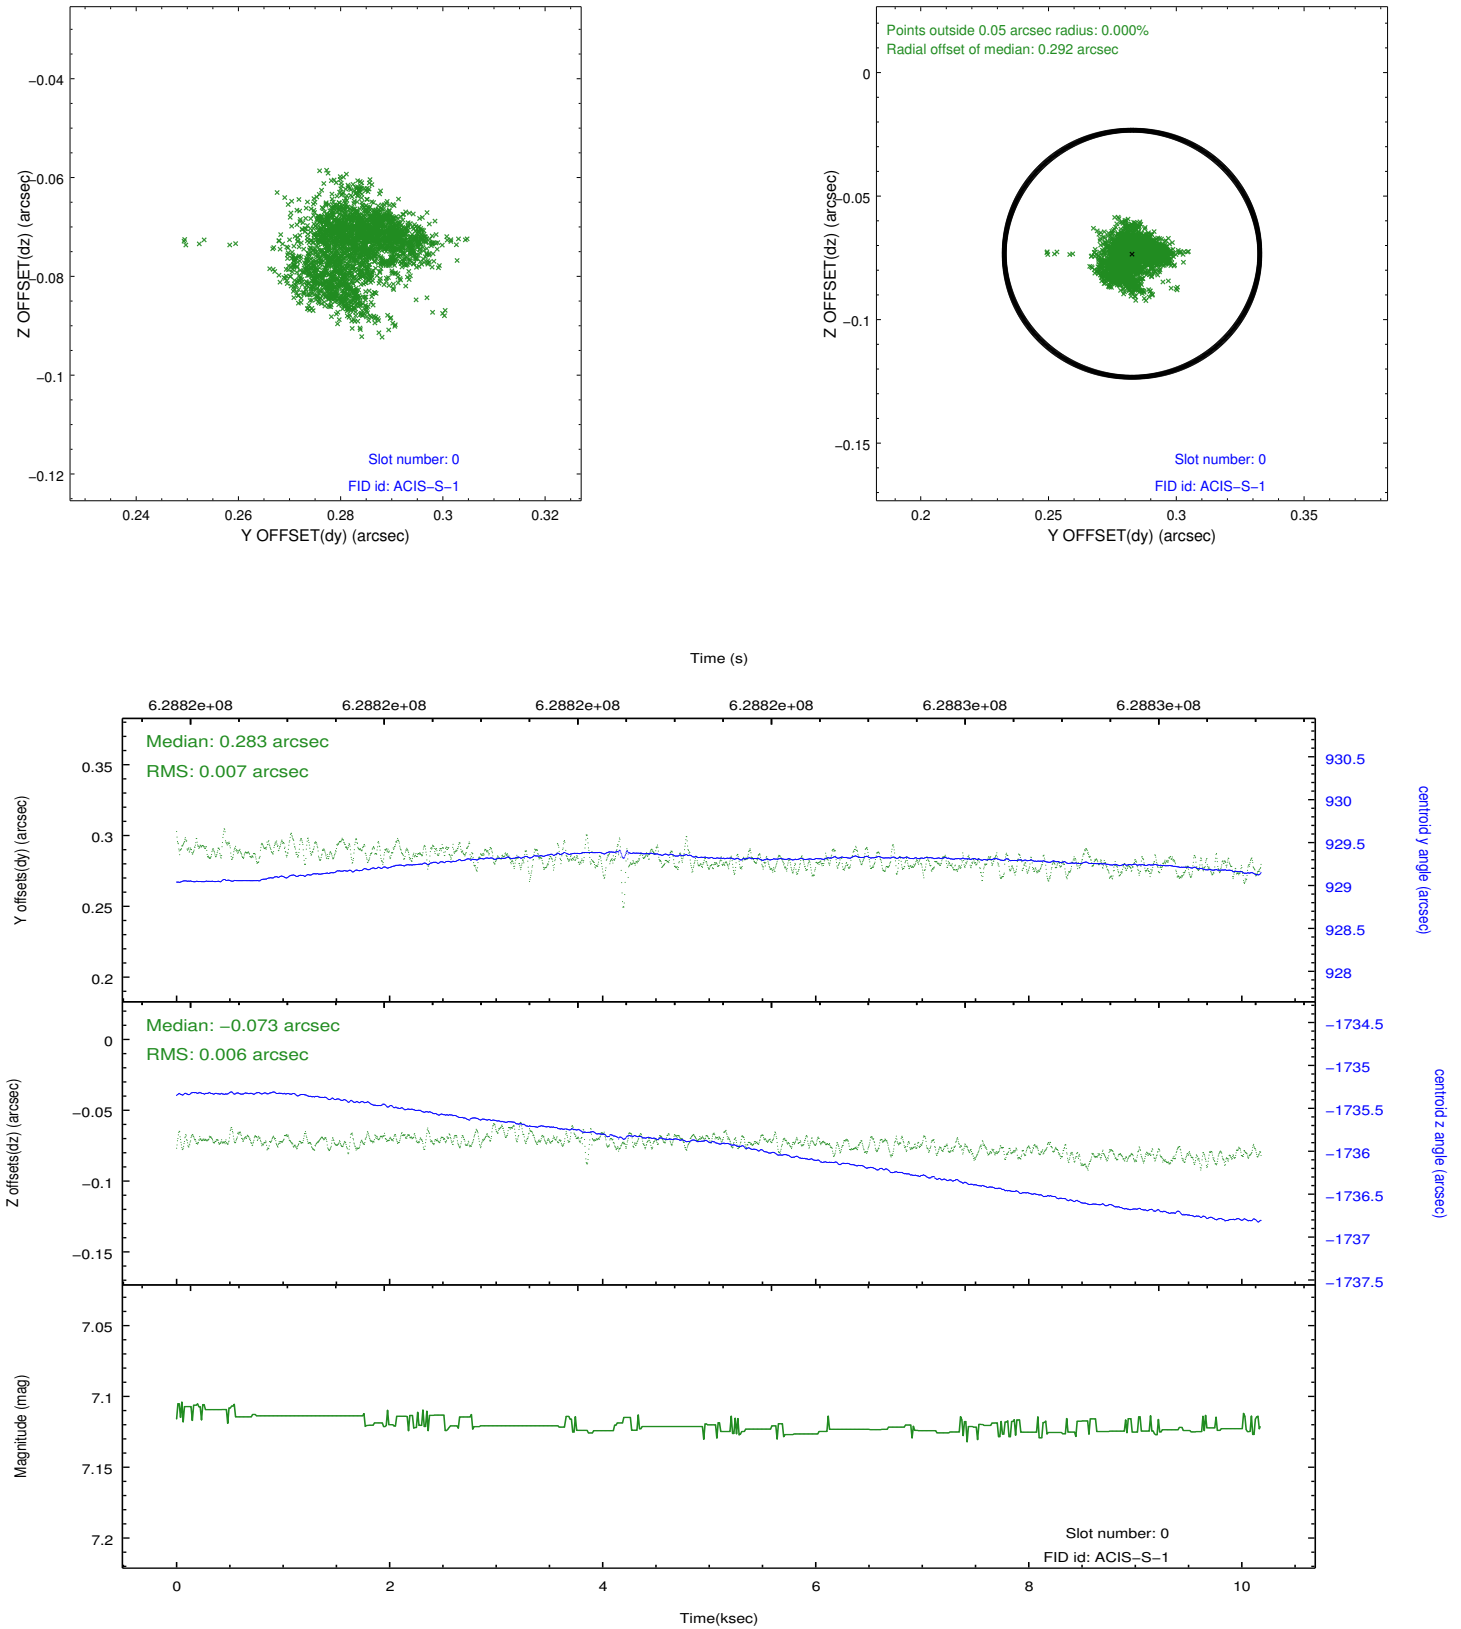 −0.04
−0.06
−0.08
−0.1
−0.12
Z OFFSET(dz) (arcsec)
Slot number: 0
FID id: ACIS−S−1
0.24 0.26 0.28 0.3 0.32
Y OFFSET(dy) (arcsec)
Points outside 0.05 arcsec radius: 0.000%
Radial offset of median: 0.292 arcsec
0
−0.05
−0.1
−0.15
Z OFFSET(dz) (arcsec)
Slot number: 0
FID id: ACIS−S−1
0.2 0.25 0.3 0.35
Y OFFSET(dy) (arcsec)
Time (s)
6.2882e+08 6.2882e+08 6.2882e+08 6.2882e+08 6.2883e+08 6.2883e+08
Median: 0.283 arcsec
RMS: 0.007 arcsec
0.35
0.3
0.25
0.2
Y offsets(dy) (arcsec)
930.5
930
929.5
929
928.5
928
centroid y angle (arcsec)
Median: −0.073 arcsec
RMS: 0.006 arcsec
0
−0.05
−0.1
−0.15
Z offsets(dz) (arcsec)
−1734.5
−1735
−1735.5
−1736
−1736.5
−1737
−1737.5
centroid z angle (arcsec)
7.05
7.1
7.15
7.2
Magnitude (mag)
Slot number: 0
FID id: ACIS−S−1
0 2 4 6 8 10
Time(ksec)